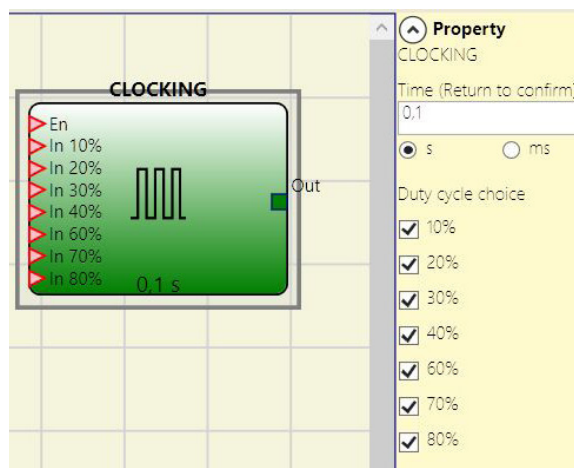 CLOCKING
En
In 10%
In 20%
In 30%
In 40%
In 60%
In 70%
In 80%
Out
0,1 s
Property
CLOCKING
Time (Return to confirm)
0,1
s ms
Duty cycle choice
10%
20%
30%
40%
60%
70%
80%